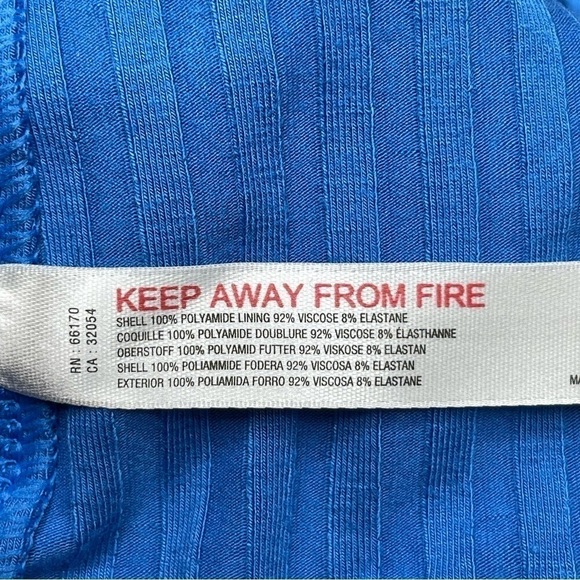 RN : 66170
CA : 32054
KEEP AWAY FROM FIRE
SHELL 100% POLYAMIDE LINING 92% VISCOSE 8% ELASTANE
COQUILLE 100% POLYAMIDE DOUBLURE 92% VISCOSE 8% ÉLASTHANNE
OBERSTOFF 100% POLYAMID FUTTER 92% VISKOSE 8% ELASTAN
SHELL 100% POLIAMMIDE FODERA 92% VISCOSA 8% ELASTAN
EXTERIOR 100% POLIAMIDA FORRO 92% VISCOSA 8% ELASTANE
MA